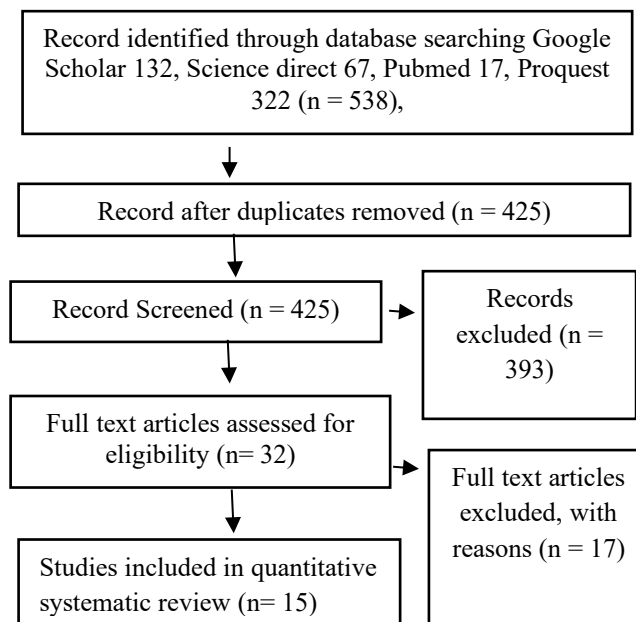 Record identified through database searching Google
Scholar 132, Science direct 67, Pubmed 17, Proquest
322 (n = 538),
Record after duplicates removed (n = 425)
Record Screened (n = 425)
Records
excluded (n =
393)
Full text articles assessed for
eligibility (n= 32)
Full text articles
excluded, with
reasons (n = 17)
Studies included in quantitative
systematic review (n= 15)